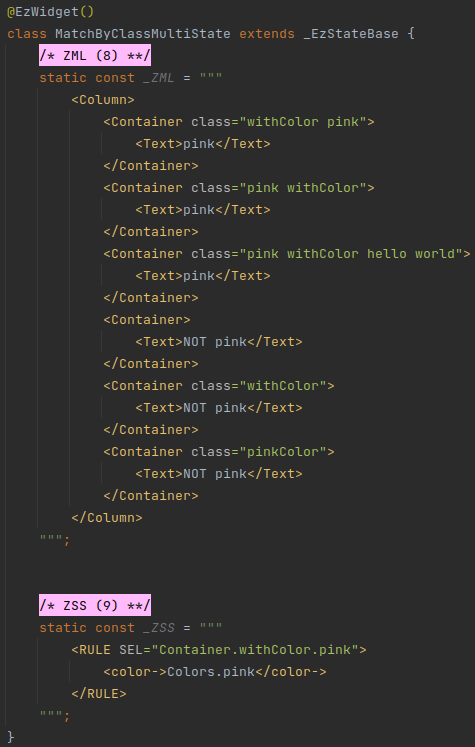 @EzWidget()
class MatchByClassMultiState extends _EzStateBase {
    /* ZML (8) **/
    static const _ZML = """
        <Column>
            <Container class="withColor pink">
                <Text>pink</Text>
            </Container>
            <Container class="pink withColor">
                <Text>pink</Text>
            </Container>
            <Container class="pink withColor hello world">
                <Text>pink</Text>
            </Container>
            <Container>
                <Text>NOT pink</Text>
            </Container>
            <Container class="withColor">
                <Text>NOT pink</Text>
            </Container>
            <Container class="pinkColor">
                <Text>NOT pink</Text>
            </Container>
        </Column>
    """;
    /* ZSS (9) **/
    static const _ZSS = """
        <RULE SEL="Container.withColor.pink">
            <color->Colors.pink</color->
        </RULE>
    """;
}